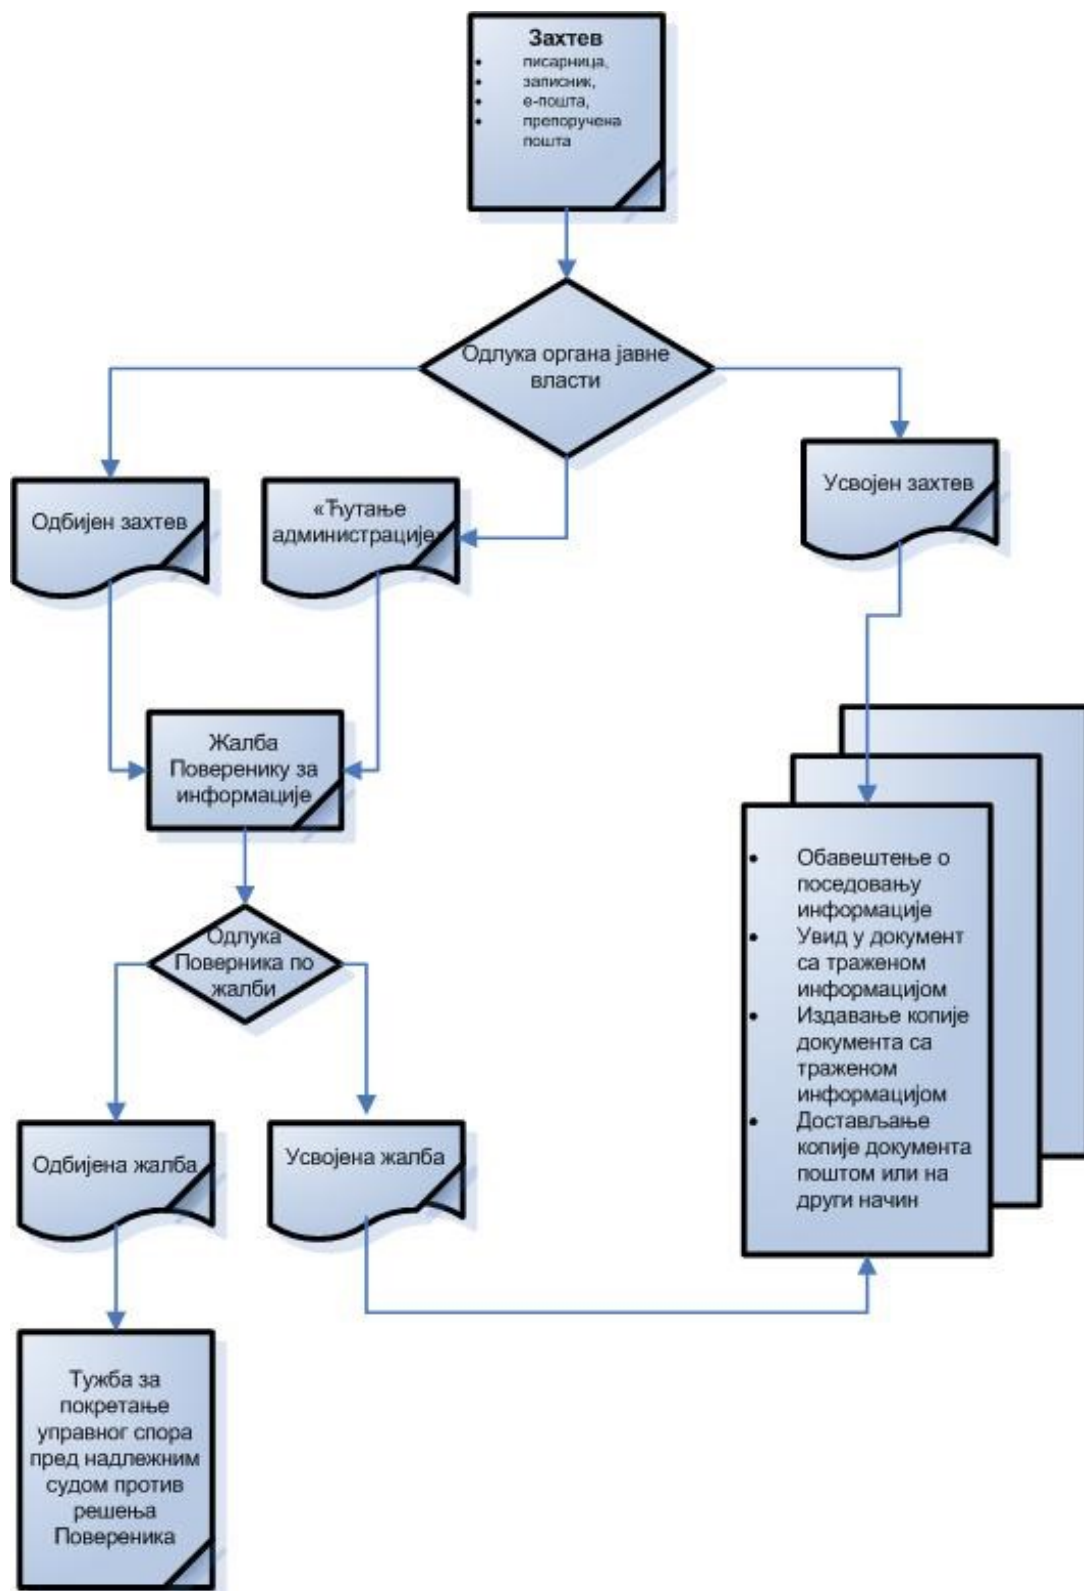 Захтев
• писарница,
• записник,
• е-пошта,
• препоручена
пошта
Одлука органа јавне
власти
Одбијен захтев
«Ћутање
администрације
Усвојен захтев
Жалба
Поверенику за
информације
Одлука
Поверника по
жалби
Одбијена жалба
Усвојена жалба
• Обавештење о
поседовању
информације
• Увид у документ
са траженом
информацијом
• Издавање копије
документа са
траженом
информацијом
• Достављање
копије документа
поштом или на
други начин
Тужба за
покретање
управног спора
пред надлежним
судом против
решења
Повереника